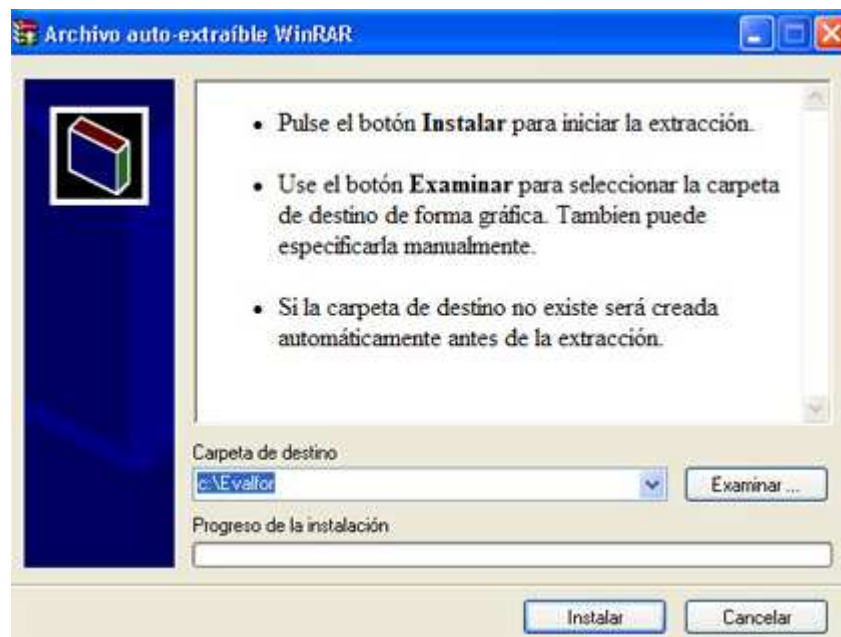 Archivo auto-extraíble WinRAR
• Pulse el botón Instalar para iniciar la extracción.
• Use el botón Examinar para seleccionar la carpeta
de destino de forma gráfica. Tambien puede
especificarla manualmente.
• Si la carpeta de destino no existe será creada
automáticamente antes de la extracción.
Carpeta de destino
c:\Evalfor
Examinar ...
Progreso de la instalación
Instalar
Cancelar